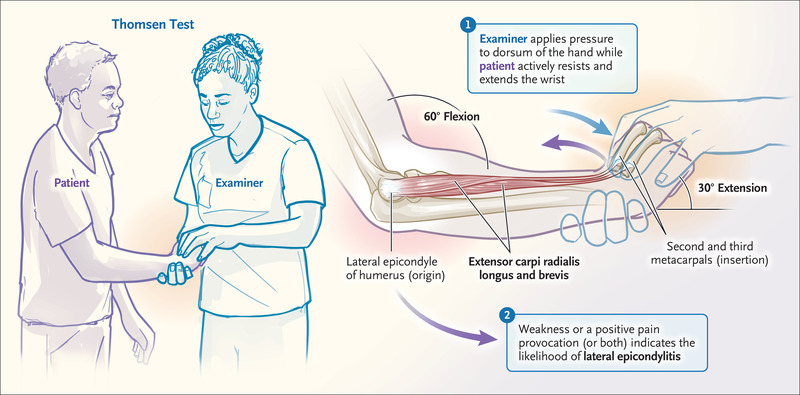 Thomsen Test
Patient
Examiner
1
Examiner applies pressure
to dorsum of the hand while
patient actively resists and
extends the wrist
60° Flexion
30° Extension
Lateral epicondyle
of humerus (origin)
Extensor carpi radialis
longus and brevis
Second and third
metacarpals (insertion)
2
Weakness or a positive pain
provocation (or both) indicates the
likelihood of lateral epicondylitis